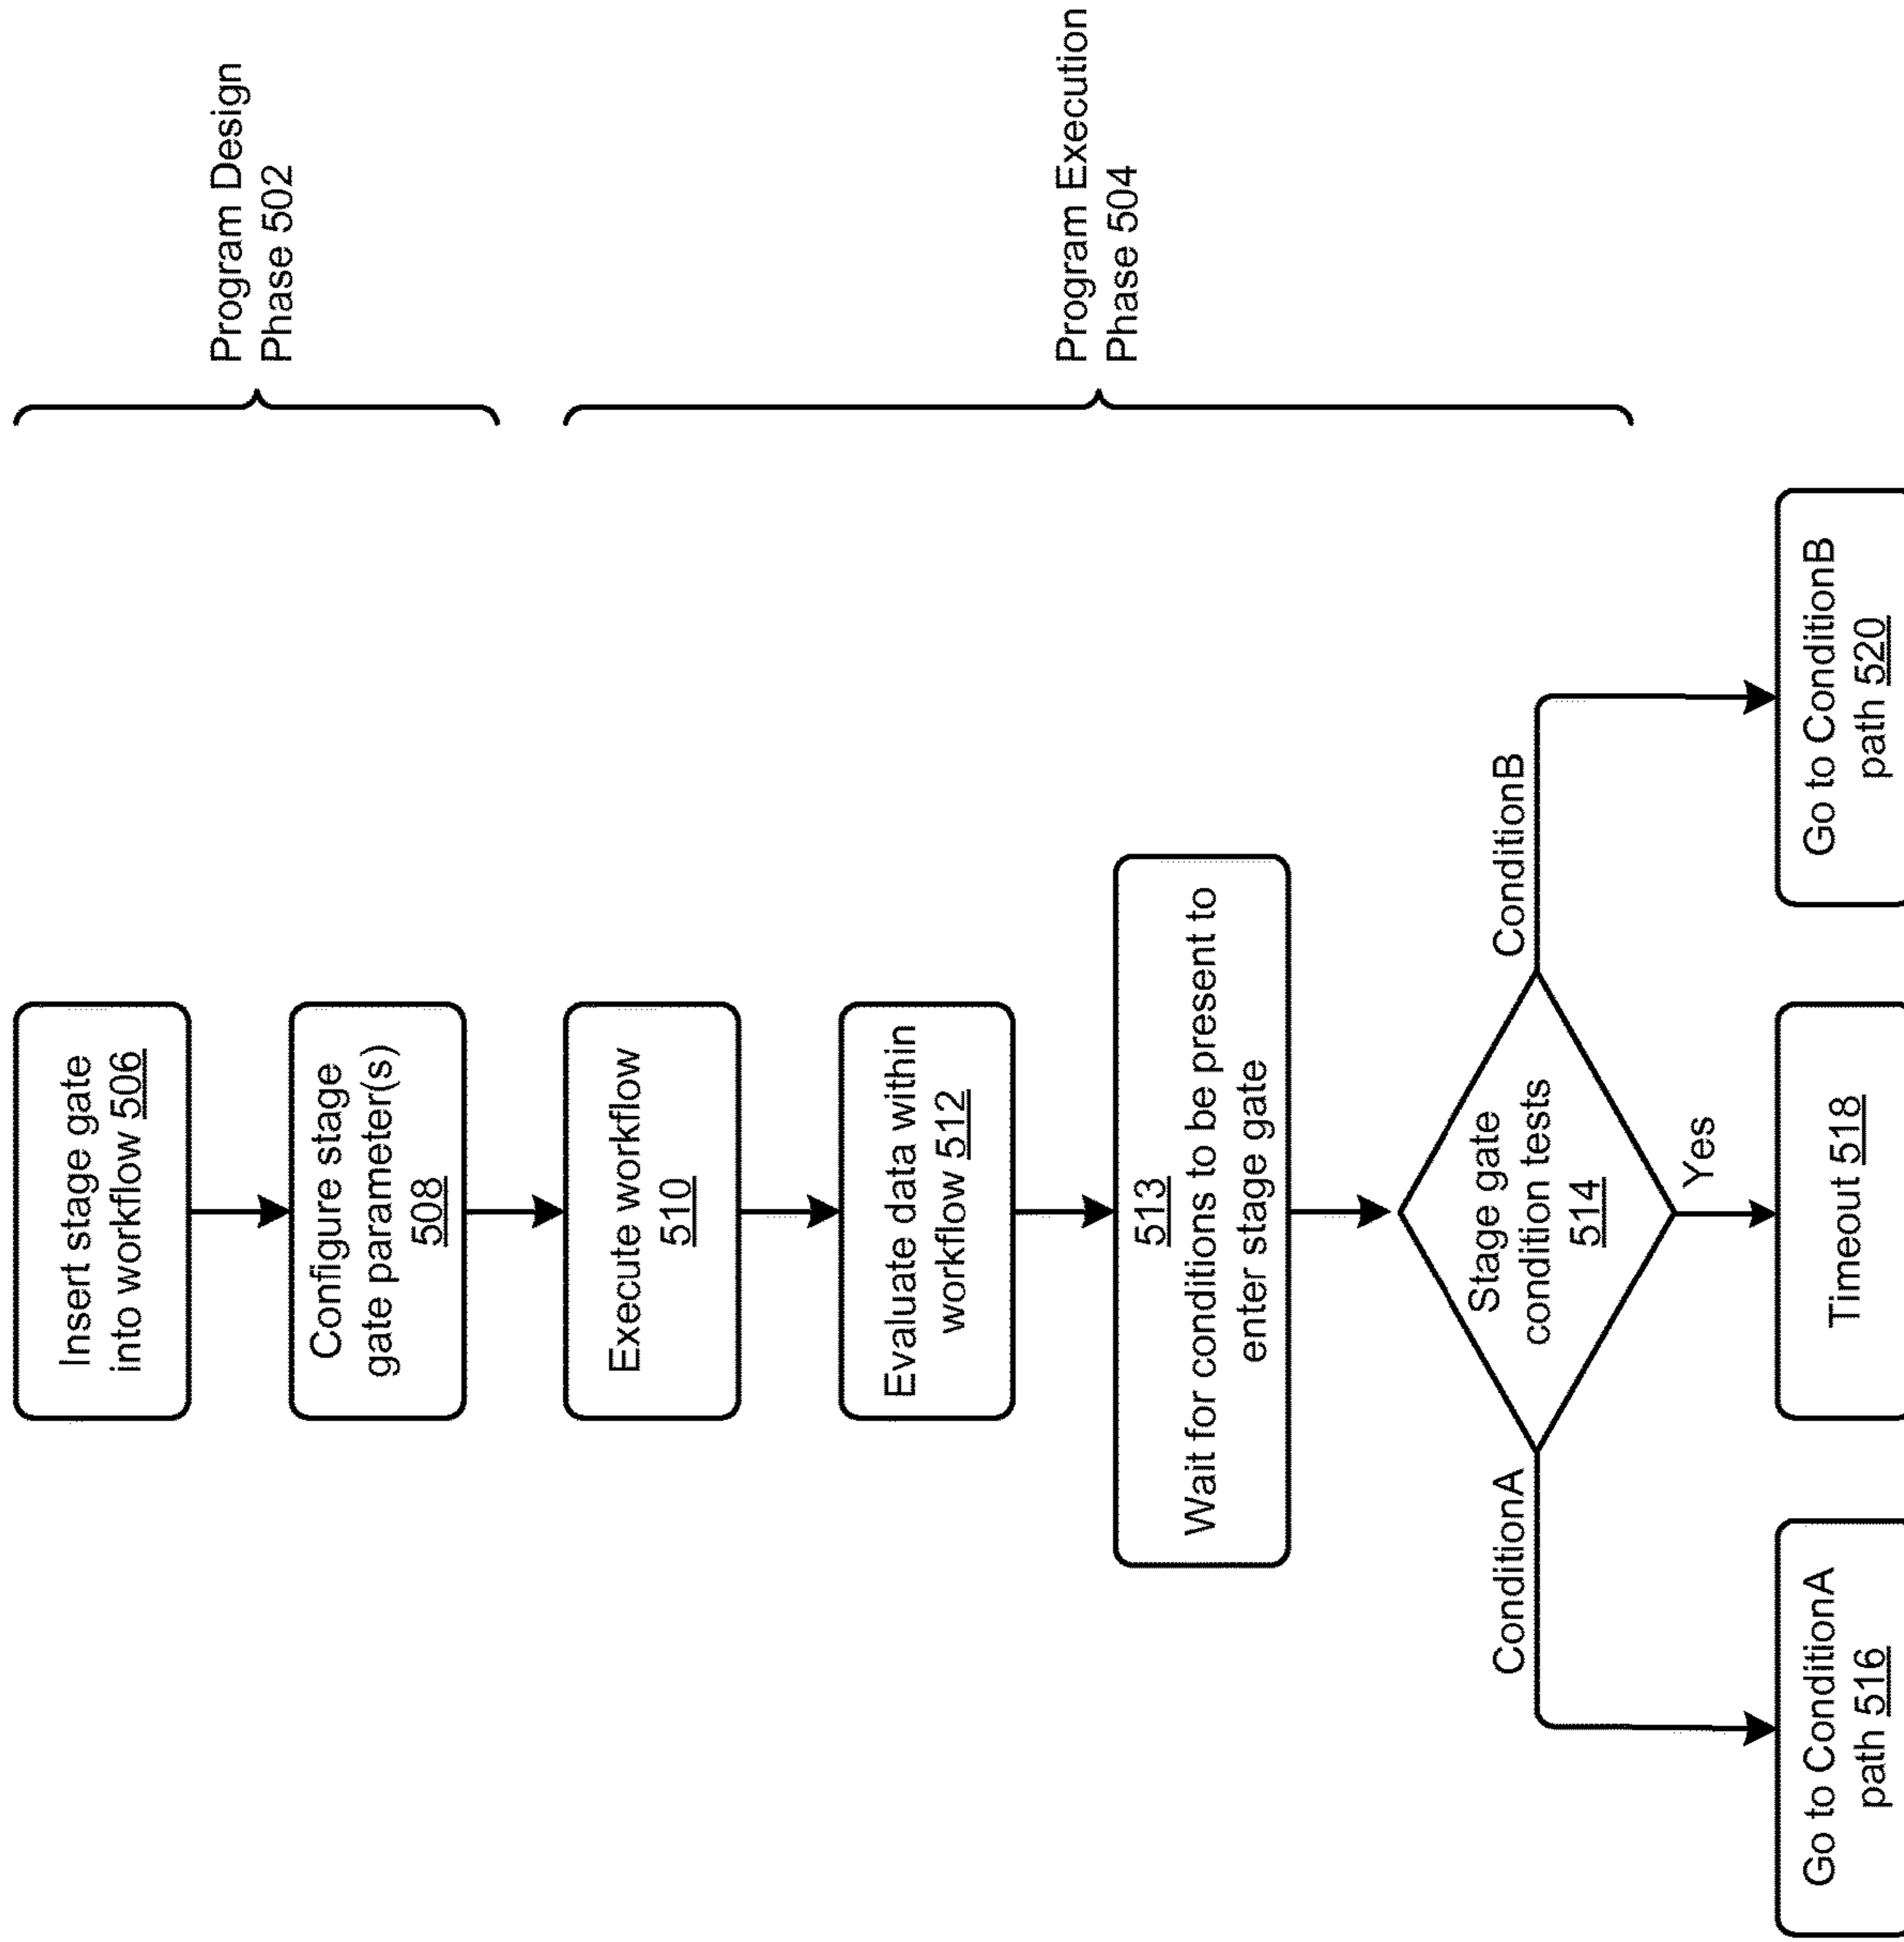 Insert stage gate
into workflow 506
Configure stage
gate parameter(s)
508
Program Design
Phase 502
Execute workflow
510
Evaluate data within
workflow 512
513
Wait for conditions to be present to
enter stage gate
Program Execution
Phase 504
Stage gate
condition tests
514
ConditionA
ConditionB
Yes
Go to ConditionA
path 516
Timeout 518
Go to ConditionB
path 520